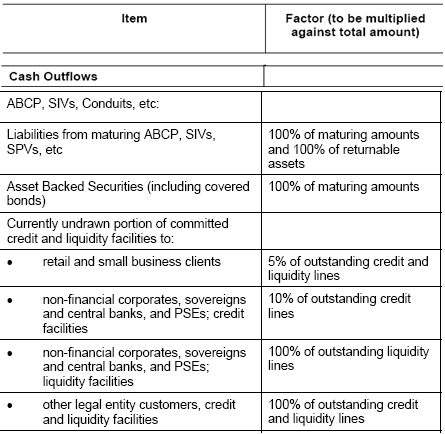 Item
Factor (to be multiplied
against total amount)
Cash Outflows
ABCP, SIVs, Conduits, etc:
Liabilities from maturing ABCP, SIVs,
SPVs, etc
100% of maturing amounts
and 100% of returnable
assets
Asset Backed Securities (including covered
bonds)
100% of maturing amounts
Currently undrawn portion of committed
credit and liquidity facilities to:
• retail and small business clients
5% of outstanding credit and
liquidity lines
• non-financial corporates, sovereigns
and central banks, and PSEs; credit
facilities
10% of outstanding credit
lines
• non-financial corporates, sovereigns
and central banks, and PSEs;
liquidity facilities
100% of outstanding liquidity
lines
• other legal entity customers, credit
and liquidity facilities
100% of outstanding credit
and liquidity lines